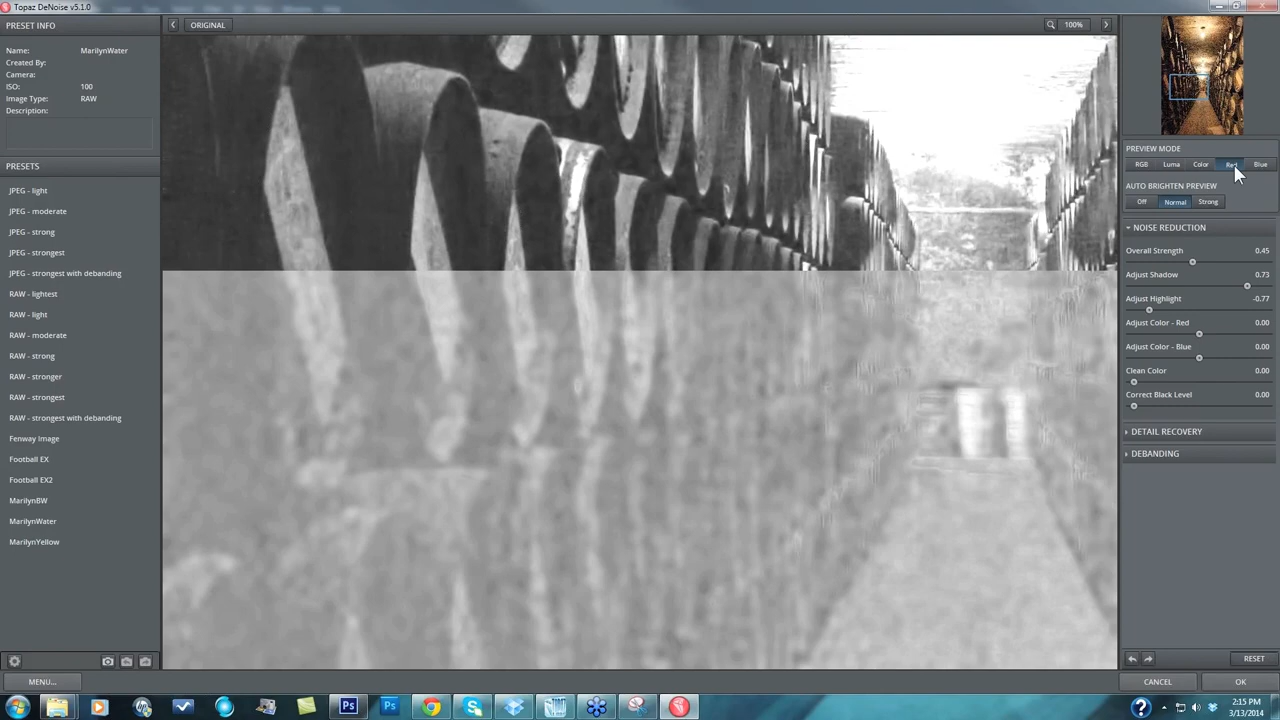 Topaz DeNoise v5.1.0
PRESET INFO
Name: MarilynWater
Created By:
Camera:
ISO: 100
Image Type: RAW
Description:
PRESETS
JPEG - light
JPEG - moderate
JPEG - strong
JPEG - strongest
JPEG - strongest with debanding
RAW - lightest
RAW - light
RAW - moderate
RAW - strong
RAW - stronger
RAW - strongest
RAW - strongest with debanding
Fenway Image
Football EX
Football EX2
MarilynBW
MarilynWater
MarilynYellow
MENU...
ORIGINAL
100%
PREVIEW MODE
RGB Luma Color Red Blue
AUTO BRIGHTEN PREVIEW
Off Normal Strong
NOISE REDUCTION
Overall Strength 0.45
Adjust Shadow 0.73
Adjust Highlight -0.77
Adjust Color - Red 0.00
Adjust Color - Blue 0.00
Clean Color 0.00
Correct Black Level 0.00
DETAIL RECOVERY
DEBANDING
RESET
CANCEL OK
Ps Ps
2:15 PM
3/13/2014